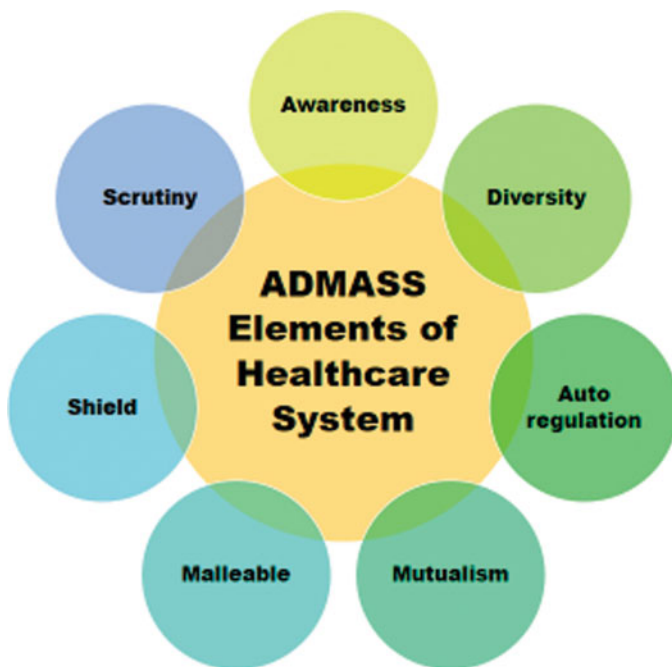 Awareness
Scrutiny
Diversity
ADMASS
Elements of
Healthcare
System
Shield
Auto
regulation
Malleable
Mutualism